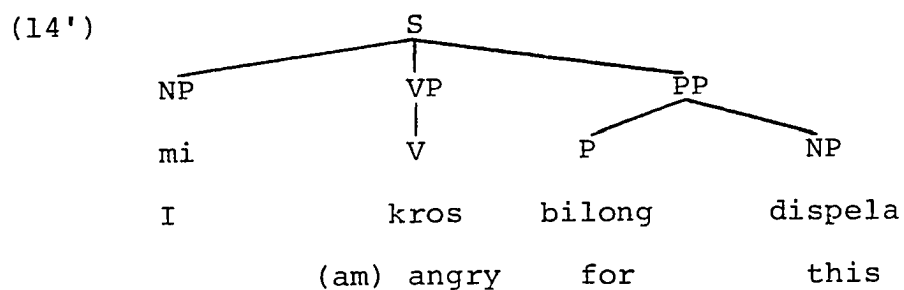 (14') S
NP VP PP
mi V P NP
I kros bilong dispela
(am) angry for this